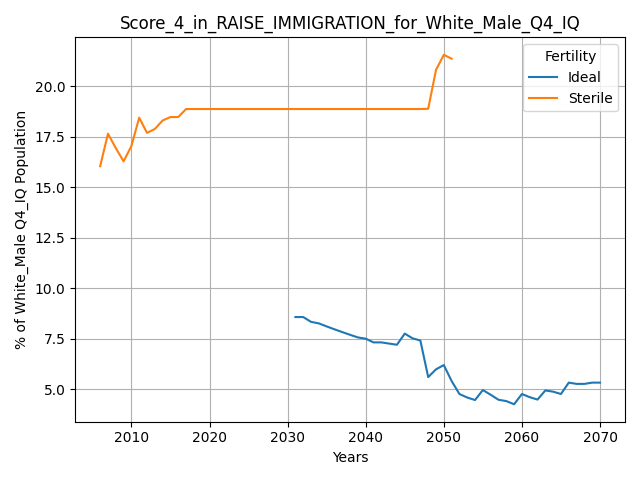 Score_4_in_RAISE_IMMIGRATION_for_White_Male_Q4_IQ
Fertility
Ideal
Sterile
% of White_Male Q4_IQ Population
20.0
17.5
15.0
12.5
10.0
7.5
5.0
2010 2020 2030 2040 2050 2060 2070
Years